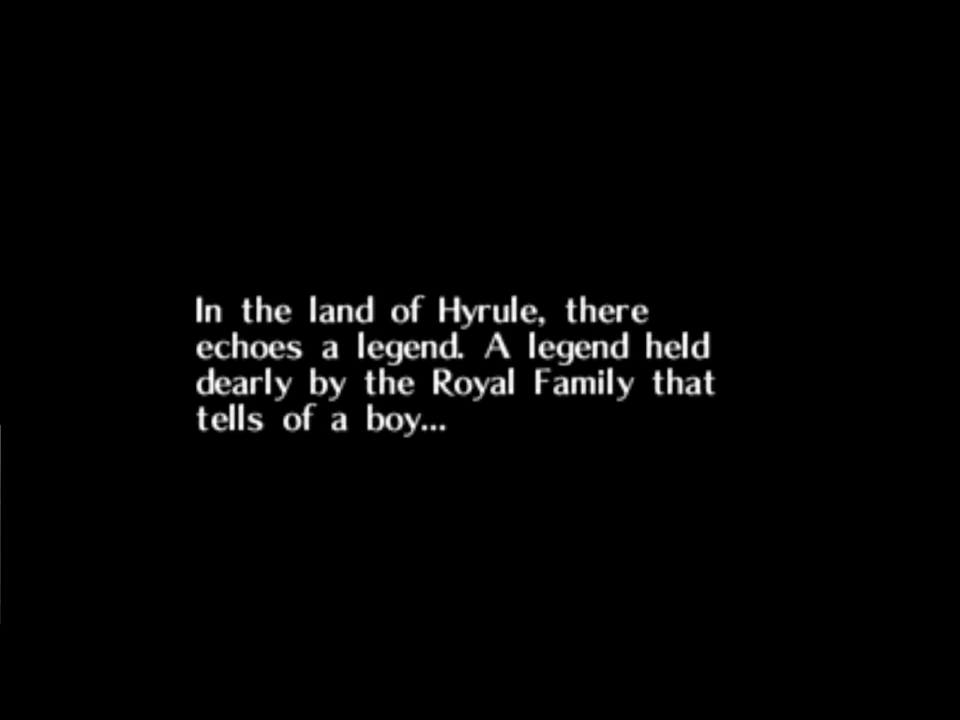 In the land of Hyrule, there
echoes a legend. A legend held
dearly by the Royal Family that
tells of a boy...